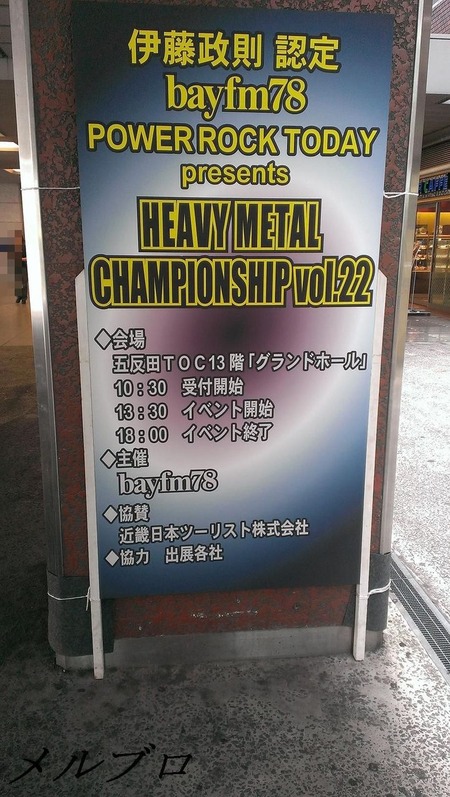 伊藤政則 認定
bayfm78
POWER ROCK TODAY
presents
HEAVY METAL
CHAMPIONSHIP vol.22
◆会場
五反田TOC13階「グランドホール」
10:30 受付開始
13:30 イベント開始
18:00 イベント終了
◆主催
bayfm78
◆協賛
近畿日本ツーリスト株式会社
◆協力 出展各社
メルブロ